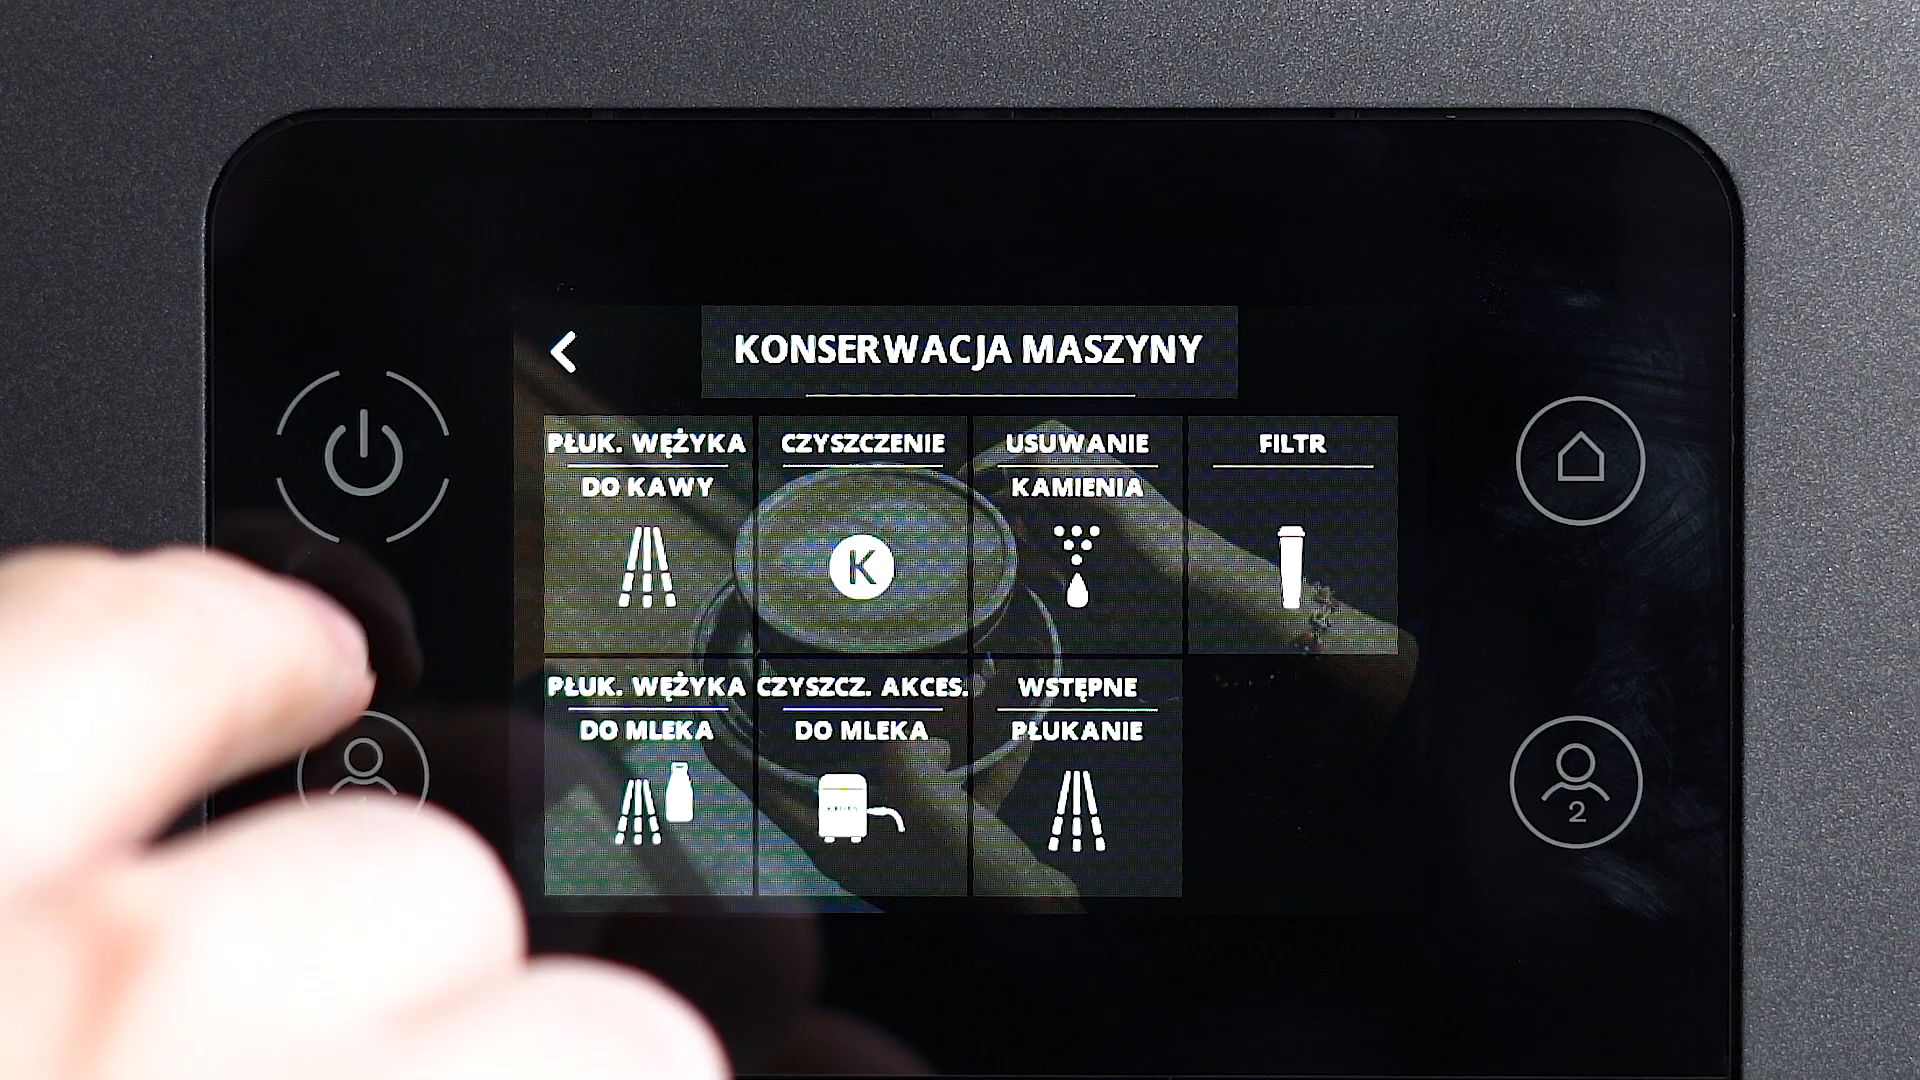 KONSERWACJA MASZYNY
PŁUK. WĘŻYKA
DO KAWY
CZYSZCZENIE
K
USUWANIE
KAMIENIA
FILTR
PŁUK. WĘŻYKA
DO MLEKA
CZYSZCZ. AKCES.
DO MLEKA
WSTĘPNE
PŁUKANIE
2